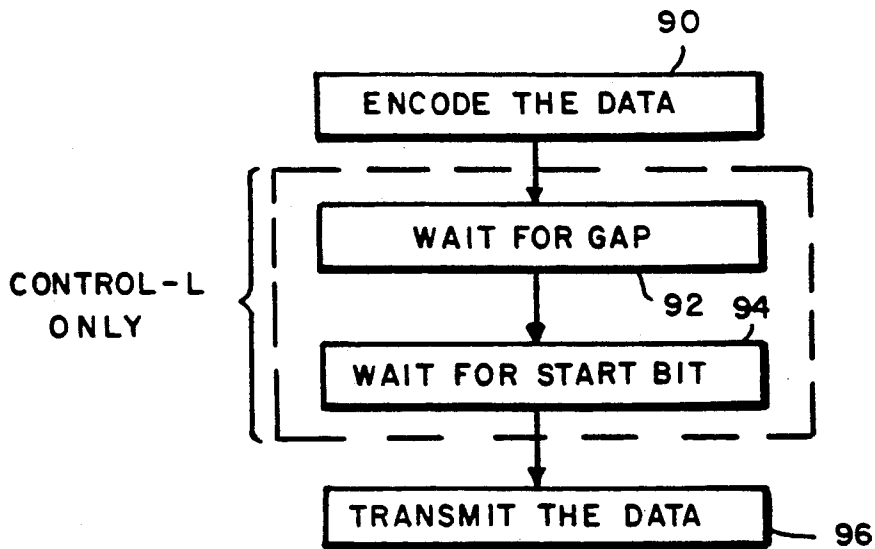 90
ENCODE THE DATA
WAIT FOR GAP
92
CONTROL-L
ONLY
94
WAIT FOR START BIT
TRANSMIT THE DATA
96